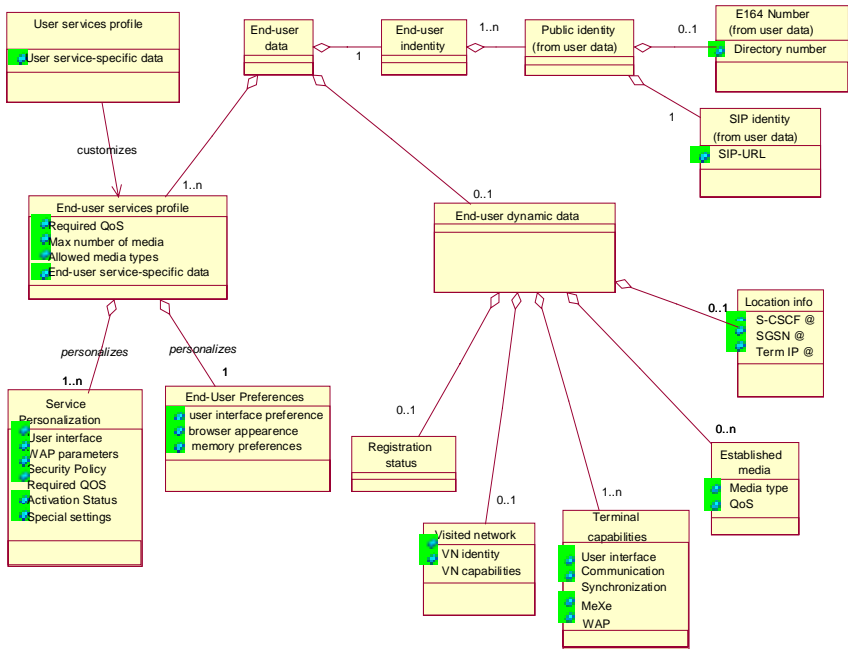 User services profile
User service-specific data
customizes
End-user
data
1
End-user
indentity
1..n
Public identity
(from user data)
0..1
E164 Number
(from user data)
Directory number
1
SIP identity
(from user data)
SIP-URL
1..n
0..1
End-user services profile
Required QoS
Max number of media
Allowed media types
End-user service-specific data
End-user dynamic data
0..1
Location info
S-CSCF @
SGSN @
Term IP @
personalizes
personalizes
1..n
1
Service
Personalization
User interface
WAP parameters
Security Policy
Required QOS
Activation Status
Special settings
End-User Preferences
user interface preference
browser appearence
memory preferences
0..1
Registration
status
0..1
Visited network
VN identity
VN capabilities
1..n
Terminal
capabilities
User interface
Communication
Synchronization
MeXe
WAP
0..n
Established
media
Media type
QoS